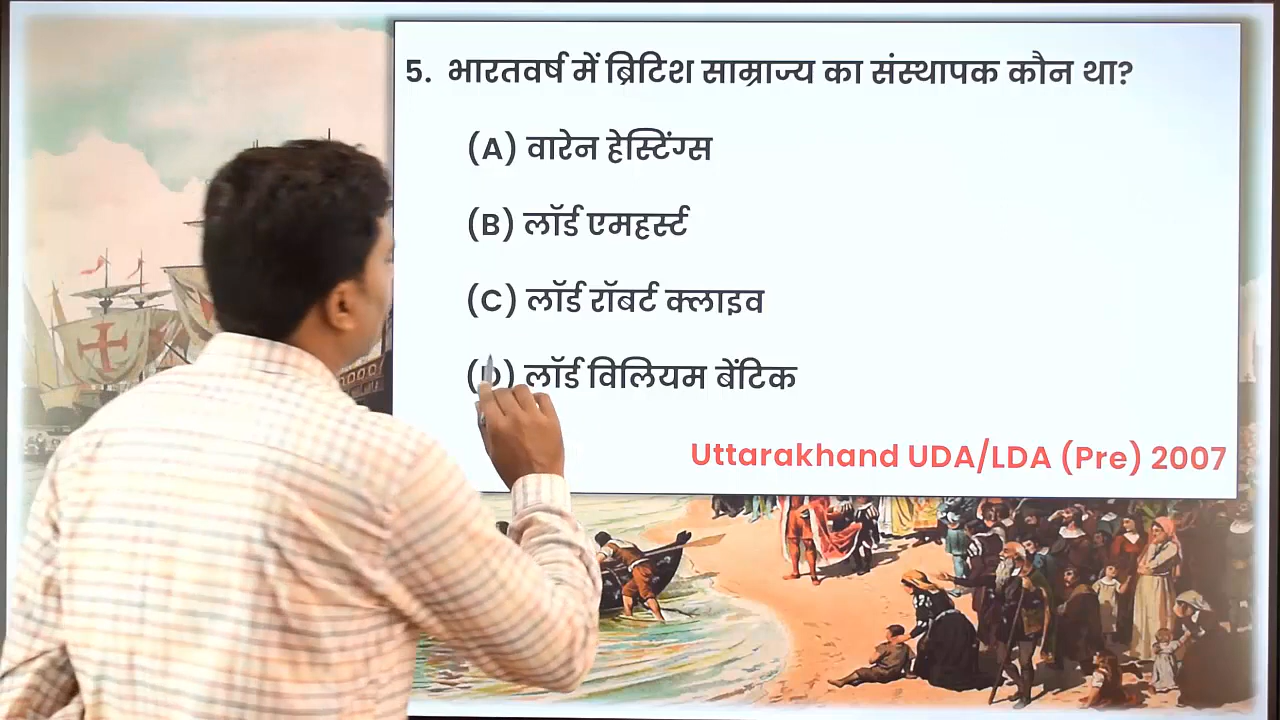 5. भारतवर्ष में ब्रिटिश साम्राज्य का संस्थापक कौन था?
(A) वारेन हेस्टिंग्स
(B) लॉर्ड एमहर्स्ट
(C) लॉर्ड रॉबर्ट क्लाइव
(D) लॉर्ड विलियम बेंटिक
Uttarakhand UDA/LDA (Pre) 2007